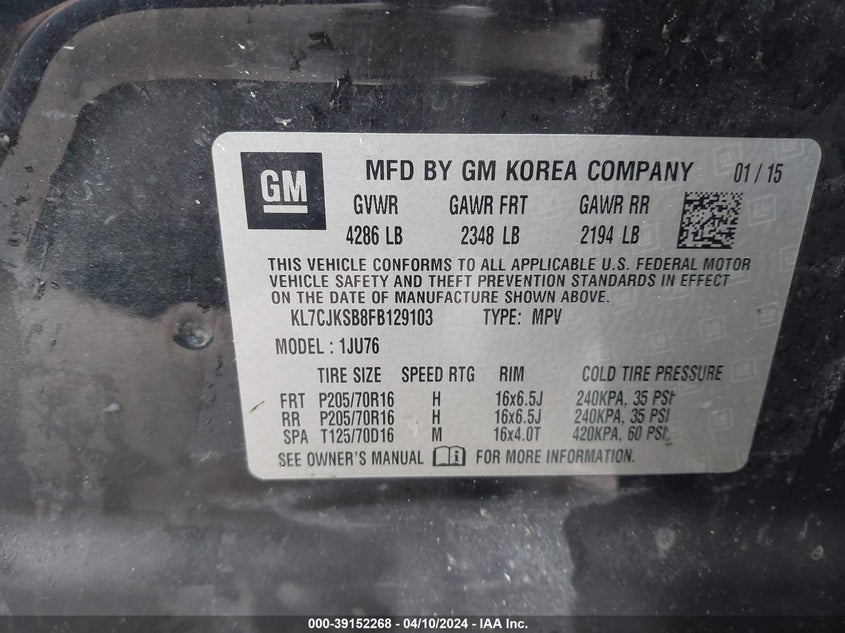 GM
MFD BY GM KOREA COMPANY 01 / 15
GVWR GAWR FRT GAWR RR
4286 LB 2348 LB 2194 LB
THIS VEHICLE CONFORMS TO ALL APPLICABLE U.S. FEDERAL MOTOR
VEHICLE SAFETY AND THEFT PREVENTION STANDARDS IN EFFECT
ON THE DATE OF MANUFACTURE SHOWN ABOVE.
KL7CJKSB8FB129103 TYPE: MPV
MODEL : 1JU76
TIRE SIZE SPEED RTG RIM COLD TIRE PRESSURE
FRT P205/70R16 H 16x6.5J 240KPA, 35 PSI
RR P205/70R16 H 16x6.5J 240KPA, 35 PSI
SPA T125/70D16 M 16x4.0T 420KPA, 60 PSI
SEE OWNER'S MANUAL FOR MORE INFORMATION.
000-39152268 - 04/10/2024 - IAA Inc.